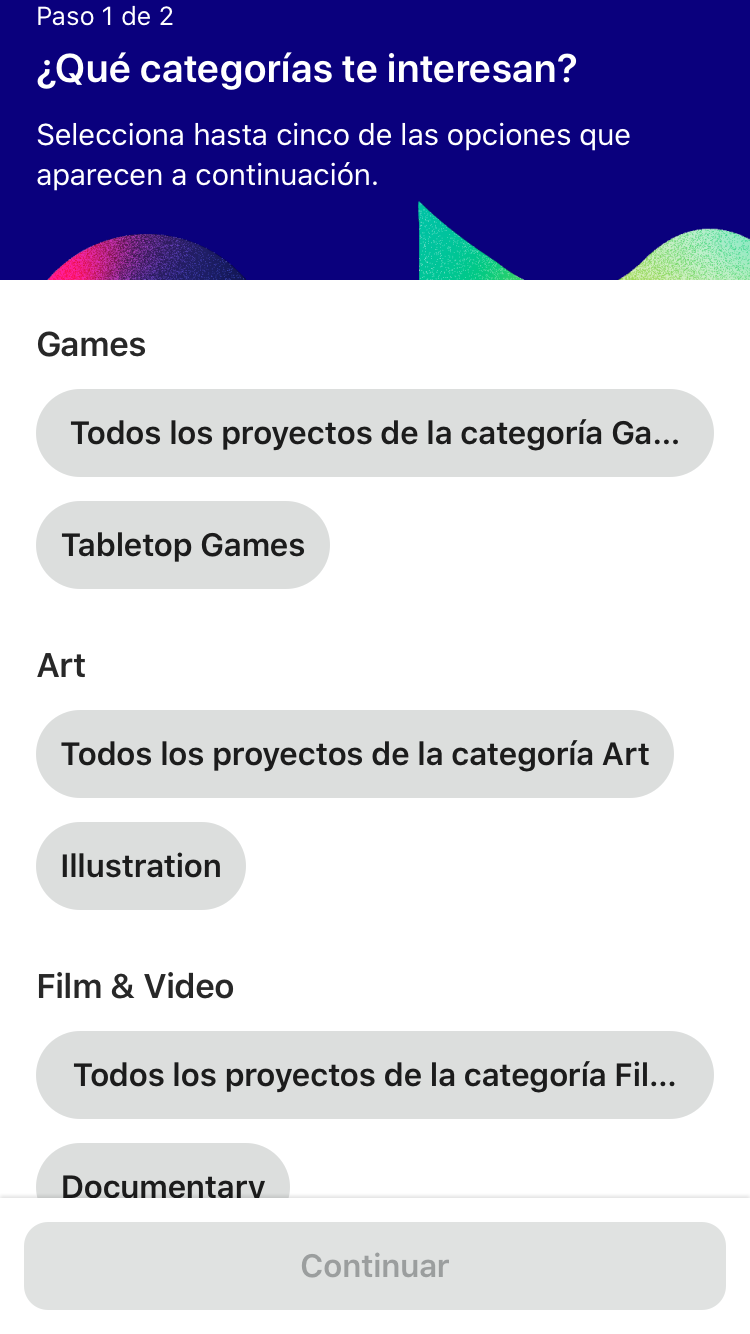 Paso 1 de 2
¿Qué categorías te interesan?
Selecciona hasta cinco de las opciones que
aparecen a continuación.
Games
Todos los proyectos de la categoría Ga...
Tabletop Games
Art
Todos los proyectos de la categoría Art
Illustration
Film & Video
Todos los proyectos de la categoría Fil...
Documentary
Continuar